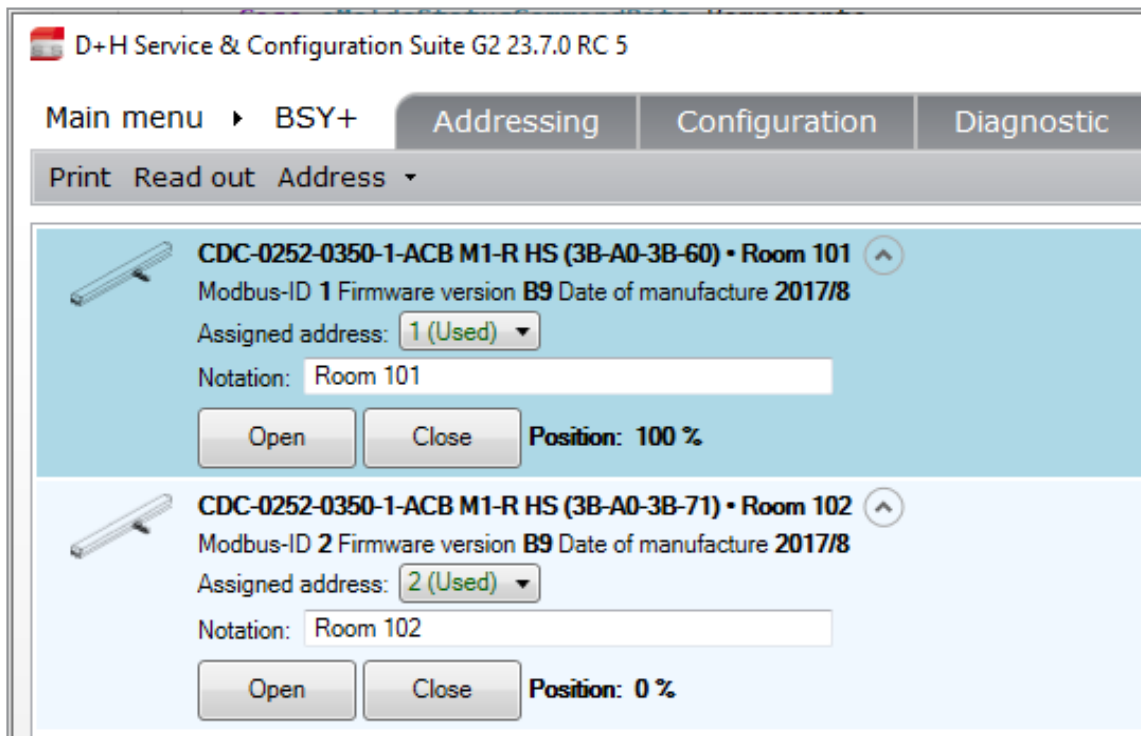 D+H Service & Configuration Suite G2 23.7.0 RC 5
Main menu BSY+ Addressing Configuration Diagnostic
Print Read out Address
CDC-0252-0350-1-ACB M1-R HS (3B-A0-3B-60) • Room 101
Modbus-ID 1 Firmware version B9 Date of manufacture 2017/8
Assigned address: 1 (Used)
Notation: Room 101
Open Close Position: 100 %
CDC-0252-0350-1-ACB M1-R HS (3B-A0-3B-71) • Room 102
Modbus-ID 2 Firmware version B9 Date of manufacture 2017/8
Assigned address: 2 (Used)
Notation: Room 102
Open Close Position: 0 %